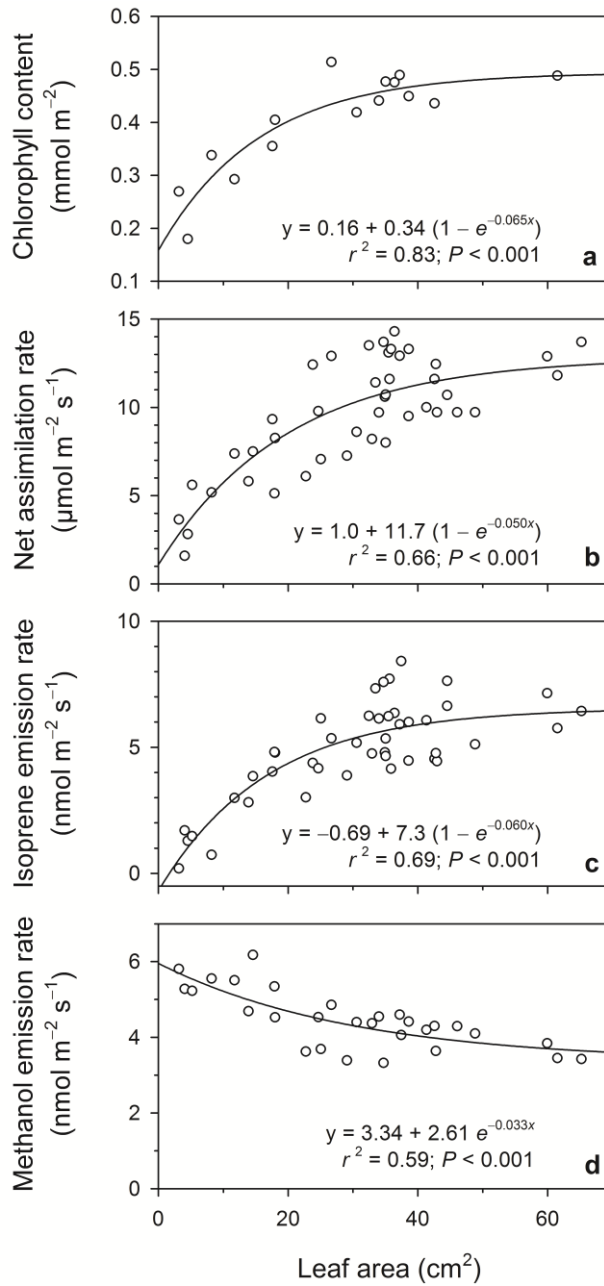 Chlorophyll content
(mmol m−2)
0.6
0.5
0.4
0.3
0.2
0.1
y = 0.16 + 0.34 (1 − e−0.065x)
r 2 = 0.83; P < 0.001
a
Net assimilation rate
(µmol m−2 s−1)
15
10
5
0
y = 1.0 + 11.7 (1 − e−0.050x)
r 2 = 0.66; P < 0.001
b
Isoprene emission rate
(nmol m−2 s−1)
10
5
0
y = −0.69 + 7.3 (1 − e−0.060x)
r 2 = 0.69; P < 0.001
c
Methanol emission rate
(nmol m−2 s−1)
6
4
2
0
y = 3.34 + 2.61 e−0.033x
r 2 = 0.59; P < 0.001
d
0 20 40 60
Leaf area (cm2)